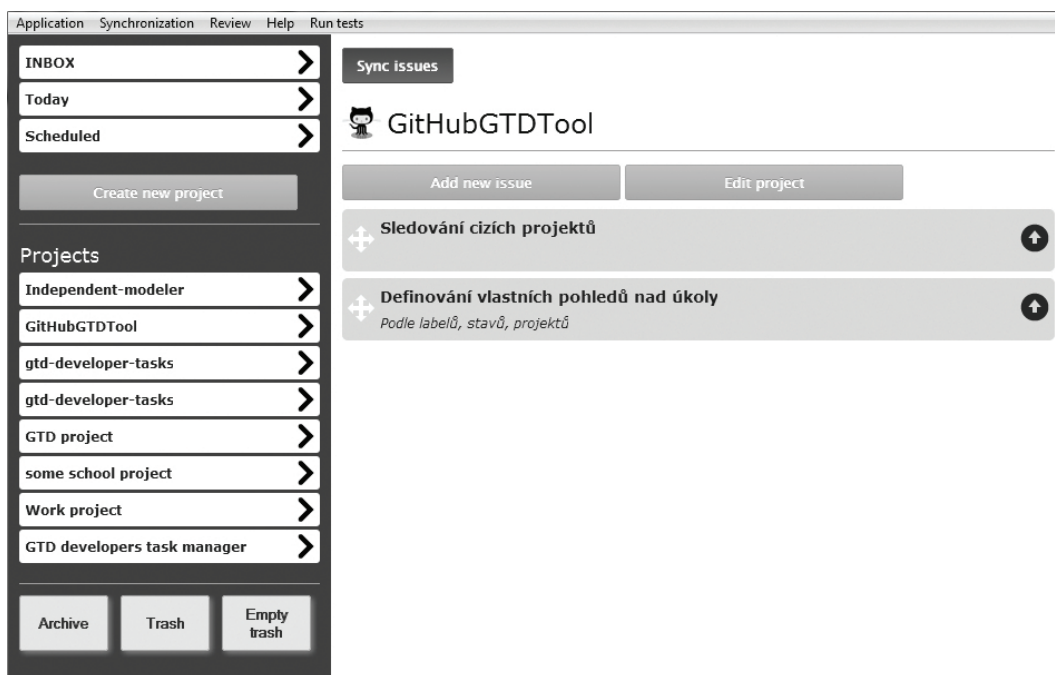 Application Synchronization Review Help Run tests
INBOX
Today
Scheduled
Create new project
Projects
Independent-modeler
GitHubGTDTool
gtd-developer-tasks
gtd-developer-tasks
GTD project
some school project
Work project
GTD developers task manager
Archive
Trash
Empty
trash
Sync issues
GitHubGTDTool
Add new issue
Edit project
Sledování cizích projektů
Definování vlastních pohledů nad úkoly
Podle labelů, stavů, projektů